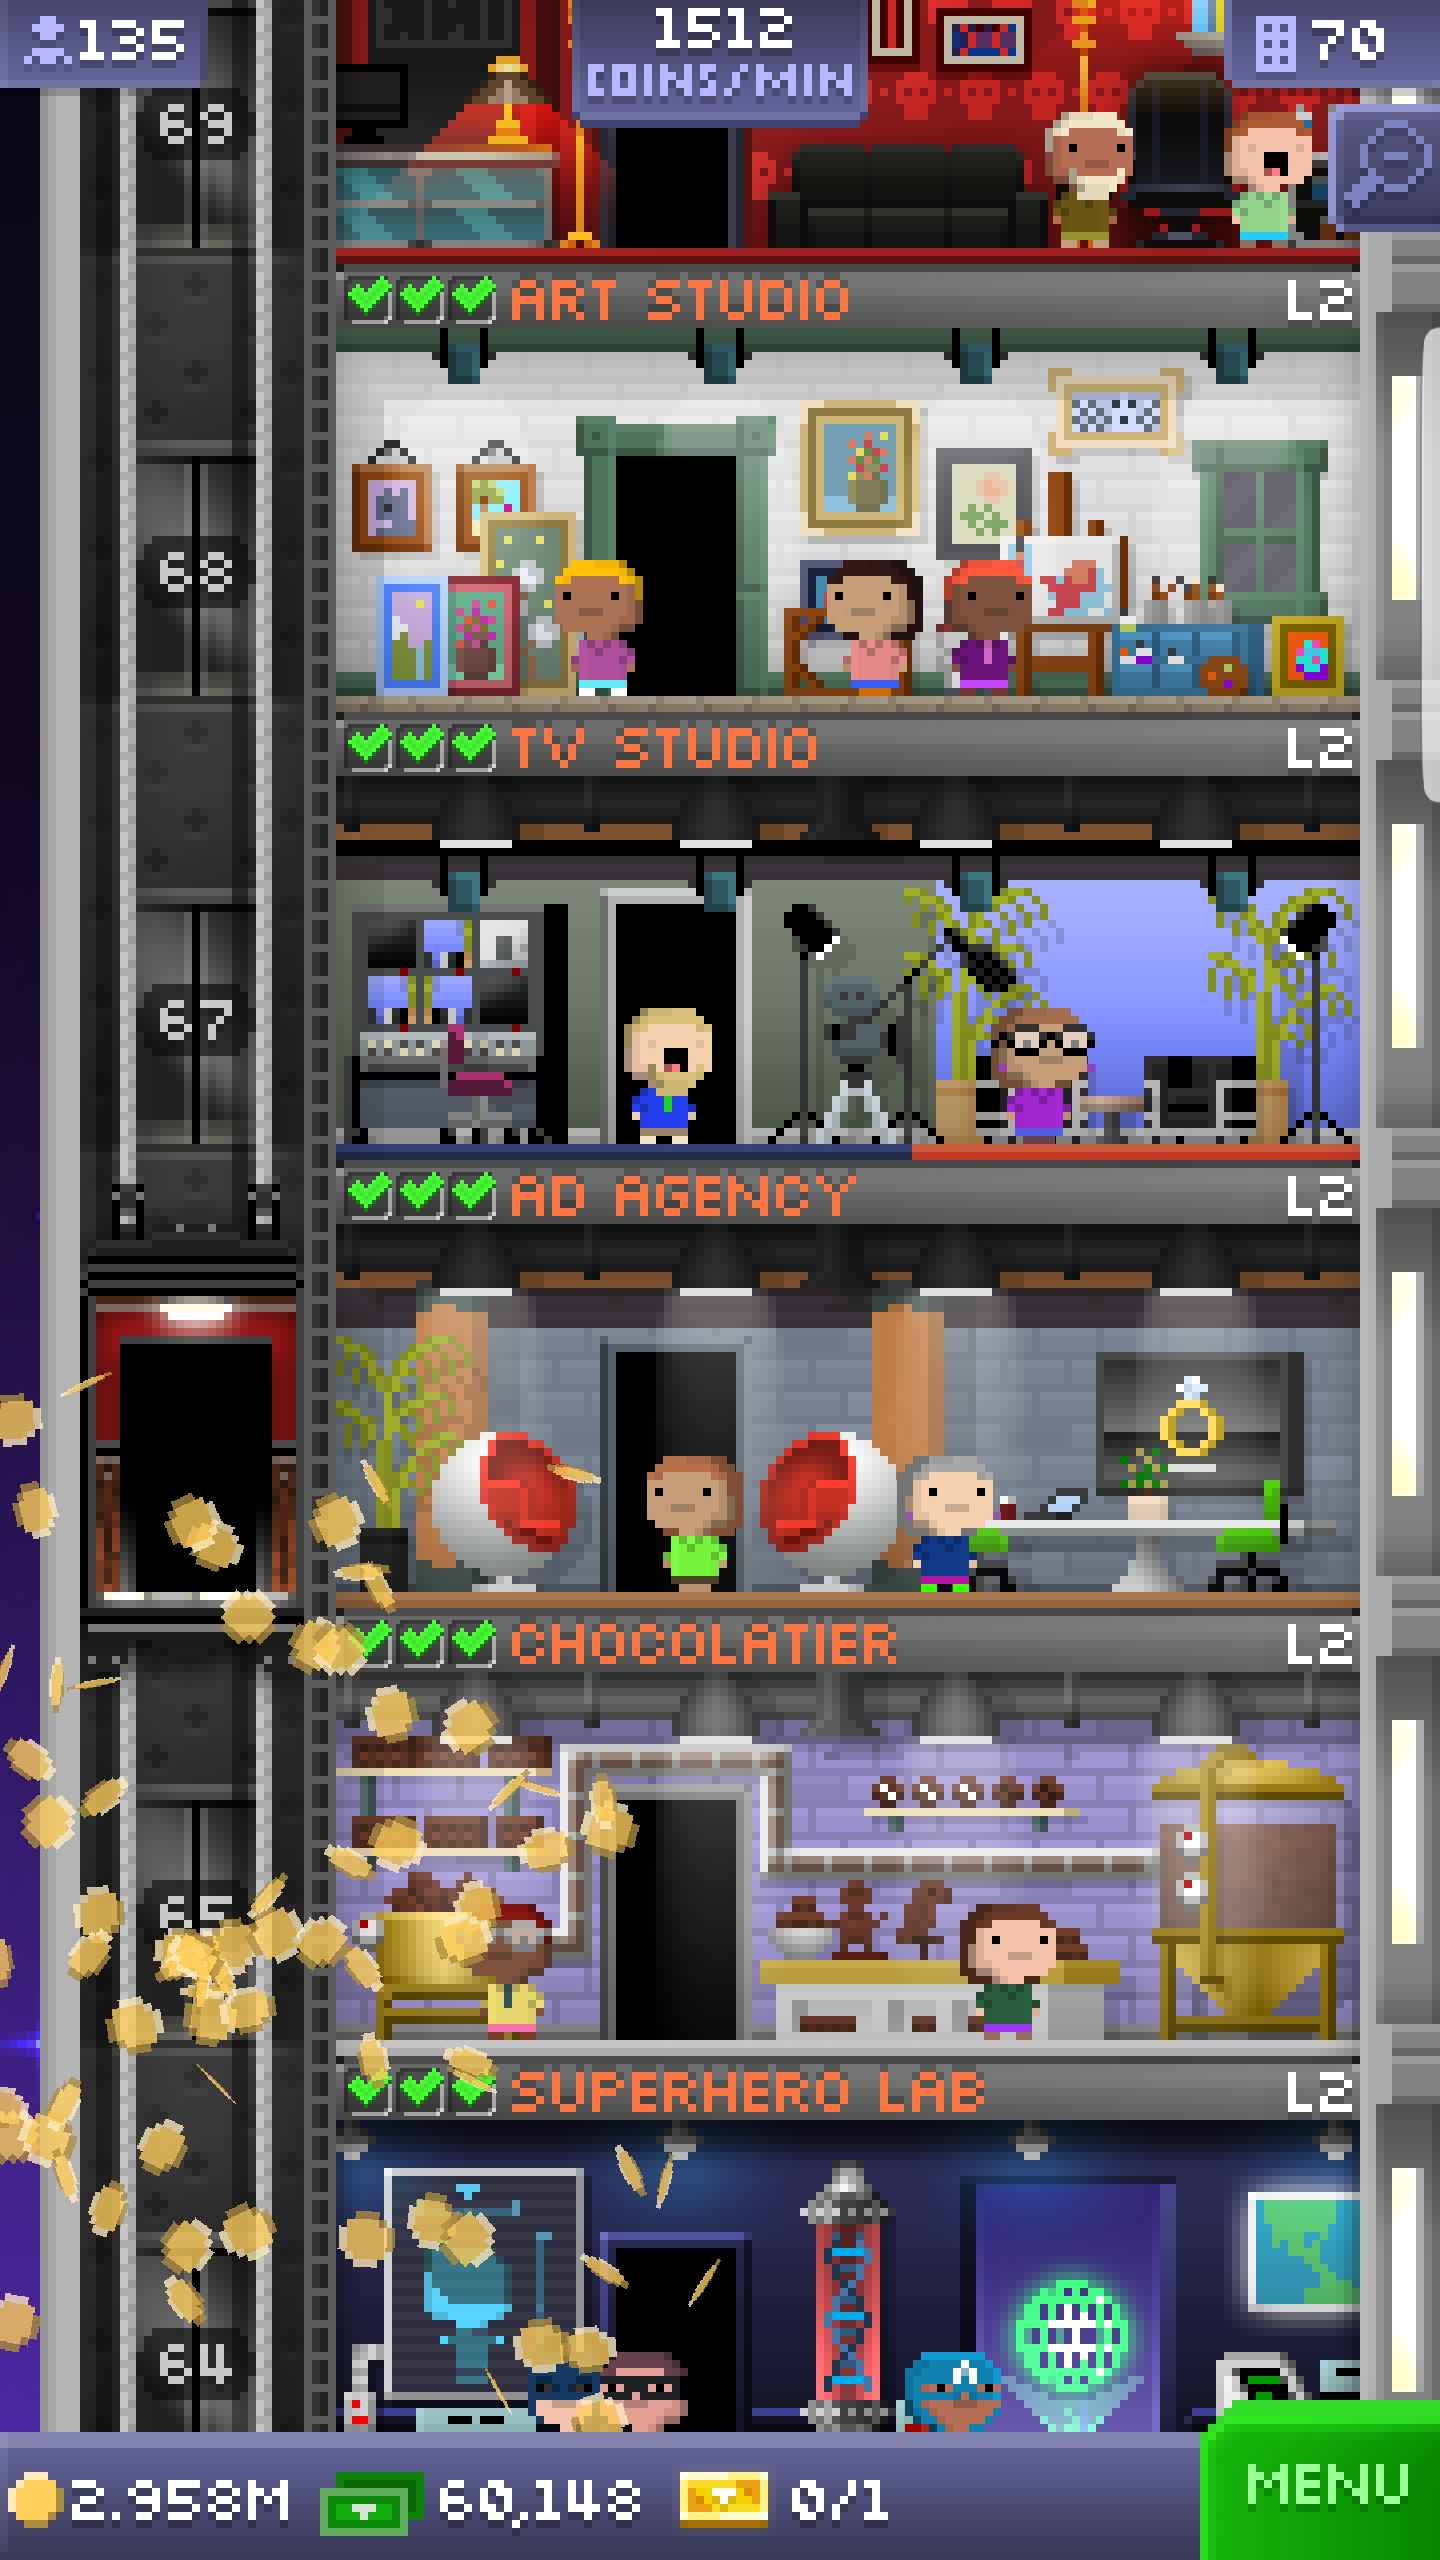 135
1512
COINS/MIN
70
69
ART STUDIO L2
68
TV STUDIO L2
67
AD AGENCY L2
CHOCOLATIER L2
65
SUPERHERO LAB L2
64
2.958M 60,148 0/1
MENU